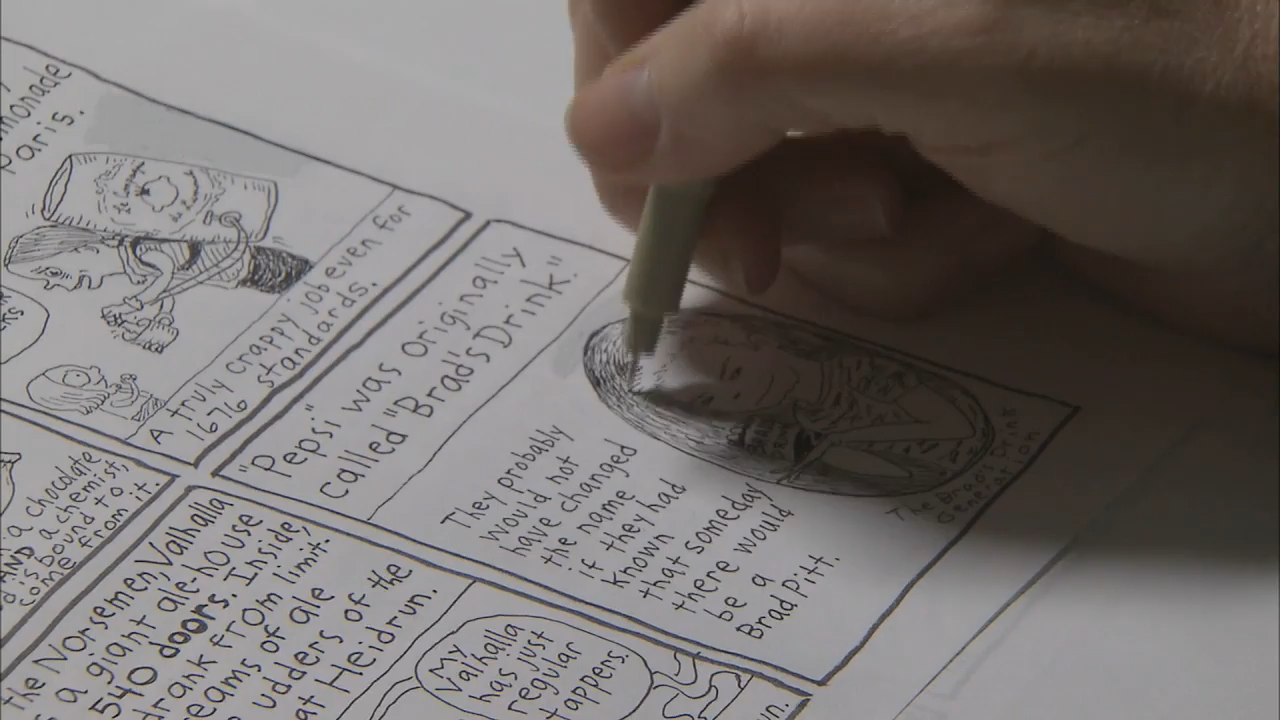 monade
Paris.
A truly crappy job even for
1676 standards.
"Pepsi" was originally
called "Brad's Drink."
They probably
would not
have changed
the name
if they had
known
that someday
there would
be a
Brad Pitt.
The Brad's Drink
Generation
a chocolate
AND a chemist,
bound to
come from it
the Norsemen, Valhalla
a giant ale-house
540 doors. Inside,
drank from limit-
reams of ale
udders of the
at Heidrun.
My
Valhalla
has just
regular
tappers.